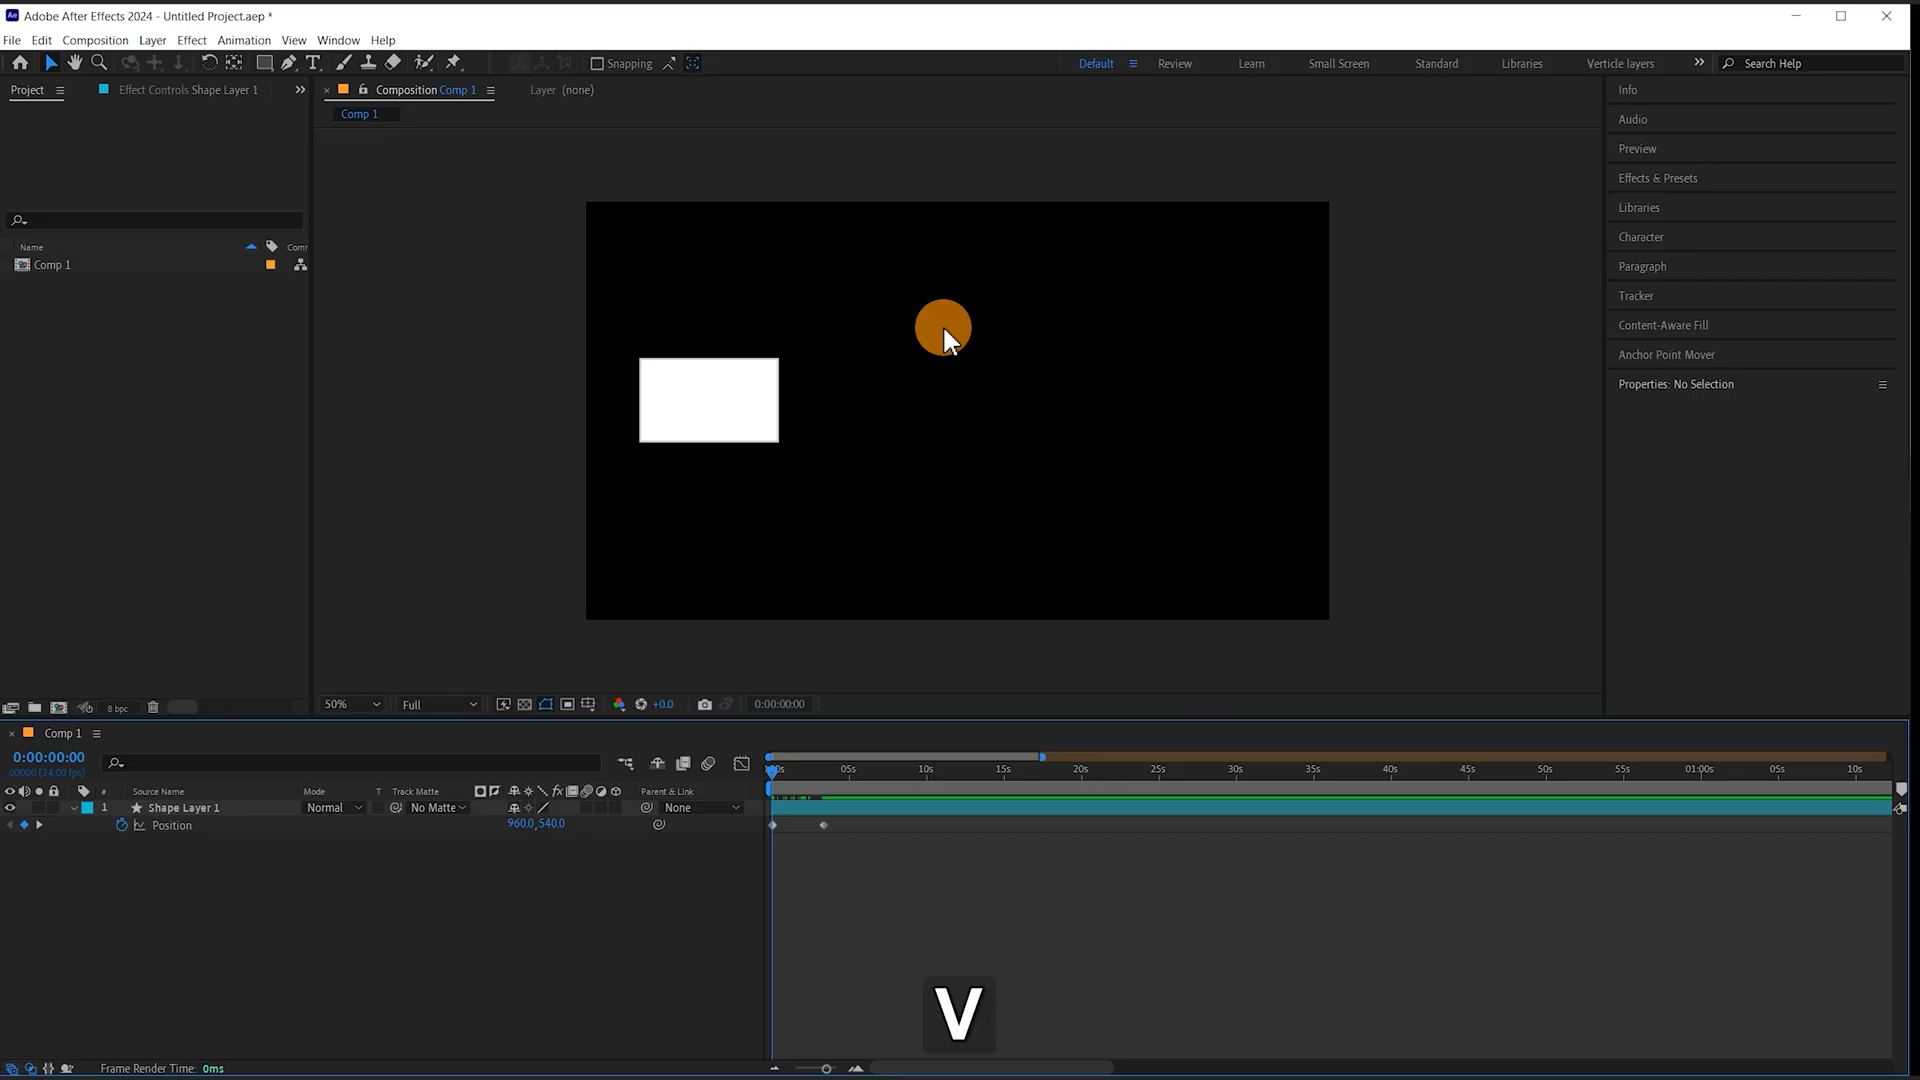 Adobe After Effects 2024 - Untitled Project.aep *
File Edit Composition Layer Effect Animation View Window Help
Snapping Default Review Learn Small Screen Standard Libraries Verticle layers Search Help
Project Effect Controls Shape Layer 1 Composition Comp 1 Layer (none)
Comp 1
Name Comr
Comp 1
Info
Audio
Preview
Effects & Presets
Libraries
Character
Paragraph
Tracker
Content-Aware Fill
Anchor Point Mover
Properties: No Selection
8 bpc 50% Full +0.0 0:00:00:00
Comp 1
0:00:00:00
00000 (24.00 fps)
05s 10s 15s 20s 25s 30s 35s 40s 45s 50s 55s 01:00s 05s 10s
# Source Name Mode T Track Matte fx Parent & Link
1 Shape Layer 1 Normal No Matte None
Position 960.0,540.0
V
Frame Render Time: 0ms